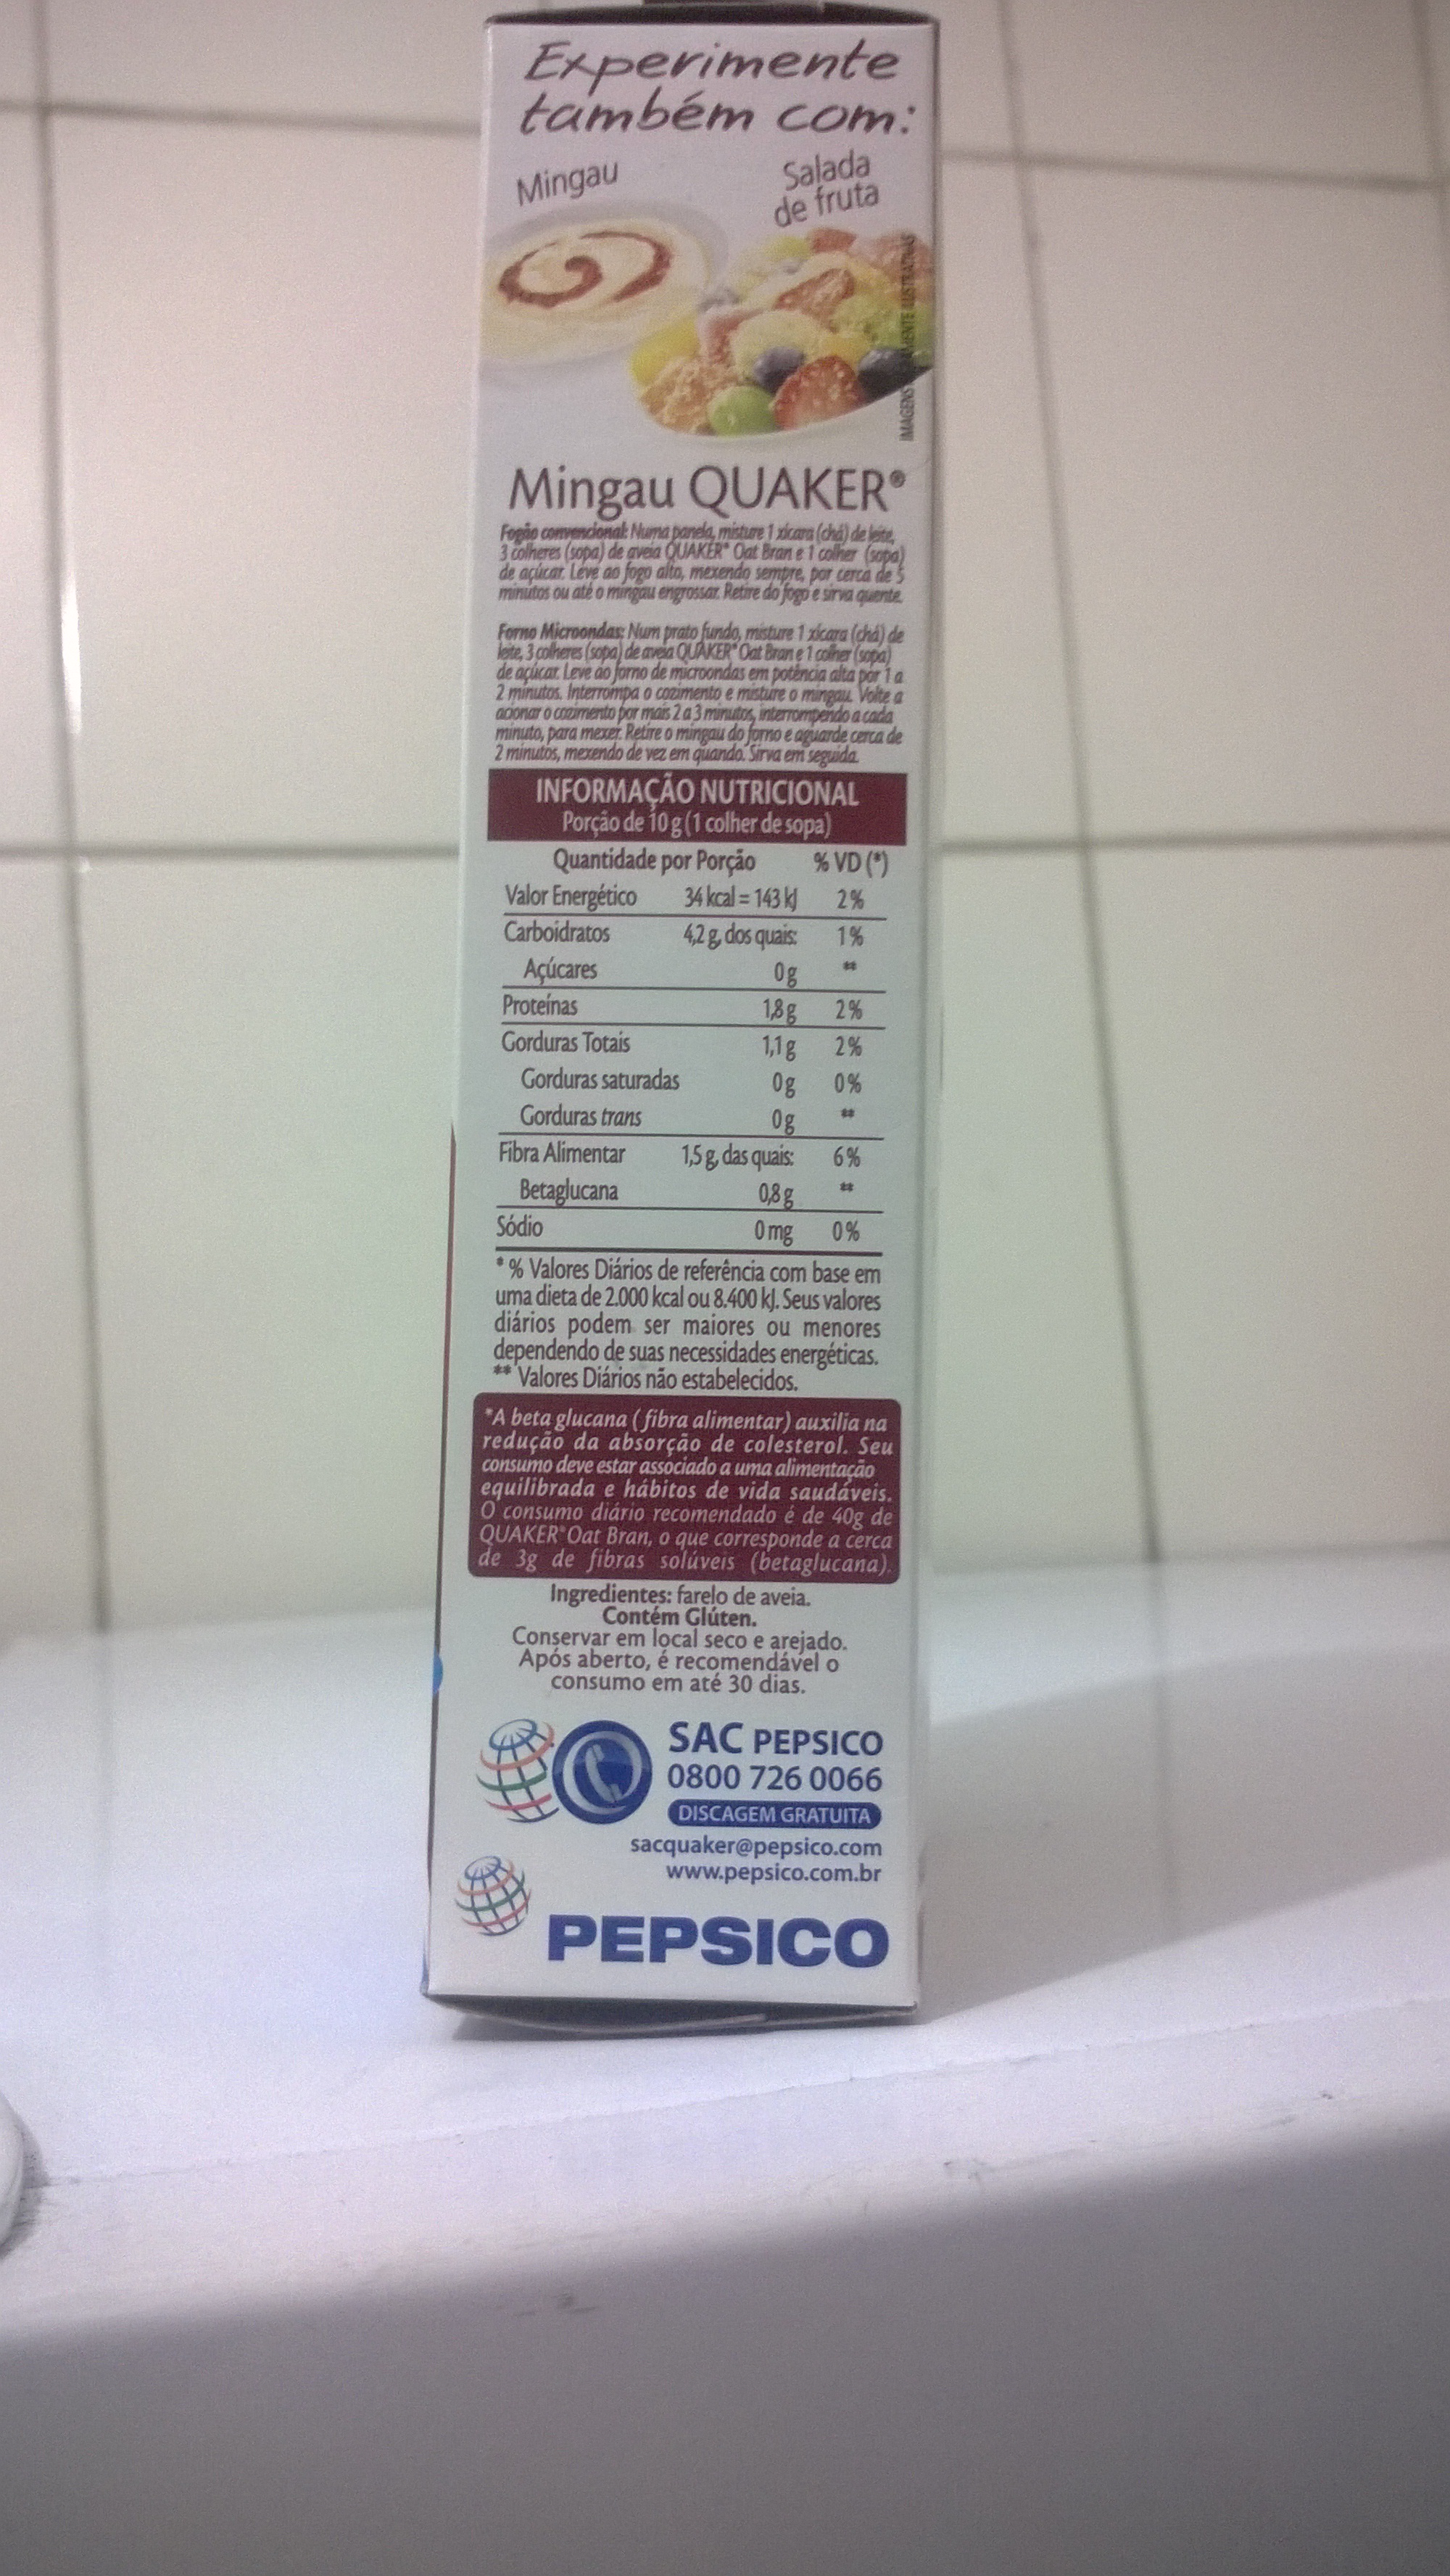 Experimente
também com:
Mingau
Salada
de fruta
IMAGENS
ILUSTRATIVAS
Mingau QUAKER®
Fogão convencional: Numa panela, misture 1 xícara (chá) de leite,
3 colheres (sopa) de aveia QUAKER® Oat Bran e 1 colher (sopa)
de açúcar. Leve ao fogo alto, mexendo sempre, por cerca de 5
minutos ou até o mingau engrossar. Retire do fogo e sirva quente.
Forno Microondas: Num prato fundo, misture 1 xícara (chá) de
leite, 3 colheres (sopa) de aveia QUAKER® Oat Bran e 1 colher (sopa)
de açúcar. Leve ao forno de microondas em potência alta por 1 a
2 minutos. Interrompa o cozimento e misture o mingau. Volte a
acionar o cozimento por mais 2 a 3 minutos, interrompendo a cada
minuto, para mexer. Retire o mingau do forno e aguarde cerca de
2 minutos, mexendo de vez em quando. Sirva em seguida.
INFORMAÇÃO NUTRICIONAL
Porção de 10 g (1 colher de sopa)
Quantidade por Porção % VD (*)
Valor Energético 34 kcal = 143 kJ 2%
Carboidratos 4,2 g, dos quais: 1%
Açúcares 0 g **
Proteínas 1,8 g 2%
Gorduras Totais 1,1 g 2%
Gorduras saturadas 0 g 0%
Gorduras trans 0 g **
Fibra Alimentar 1,5 g, das quais: 6%
Betaglucana 0,8 g **
Sódio 0 mg 0%
* % Valores Diários de referência com base em
uma dieta de 2.000 kcal ou 8.400 kJ. Seus valores
diários podem ser maiores ou menores
dependendo de suas necessidades energéticas.
** Valores Diários não estabelecidos.
*A beta glucana (fibra alimentar) auxilia na
redução da absorção de colesterol. Seu
consumo deve estar associado a uma alimentação
equilibrada e hábitos de vida saudáveis.
O consumo diário recomendado é de 40g de
QUAKER® Oat Bran, o que corresponde a cerca
de 3g de fibras solúveis (betaglucana).
Ingredientes: farelo de aveia.
Contém Glúten.
Conservar em local seco e arejado.
Após aberto, é recomendável o
consumo em até 30 dias.
SAC PEPSICO
0800 726 0066
DISCAGEM GRATUITA
sacquaker@pepsico.com
www.pepsico.com.br
PEPSICO